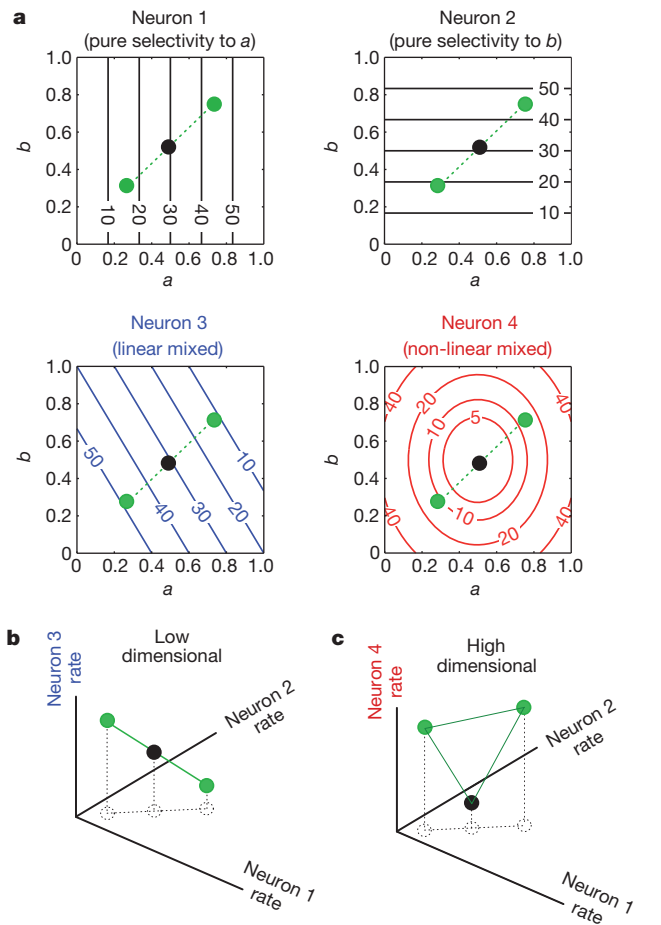 a
Neuron 1
(pure selectivity to a)
Neuron 2
(pure selectivity to b)
1.0
0.8
0.6
0.4
0.2
0
b
10
20
30
40
50
0 0.2 0.4 0.6 0.8 1.0
a
1.0
0.8
0.6
0.4
0.2
0
b
50
40
30
20
10
0 0.2 0.4 0.6 0.8 1.0
a
Neuron 3
(linear mixed)
Neuron 4
(non-linear mixed)
1.0
0.8
0.6
0.4
0.2
0
b
50
40
30
20
10
0 0.2 0.4 0.6 0.8 1.0
a
1.0
0.8
0.6
0.4
0.2
0
b
40
20
10
5
40
40
-10
20
40
0 0.2 0.4 0.6 0.8 1.0
a
b
Low
dimensional
Neuron 3
rate
Neuron 2
rate
Neuron 1
rate
c
High
dimensional
Neuron 4
rate
Neuron 2
rate
Neuron 1
rate